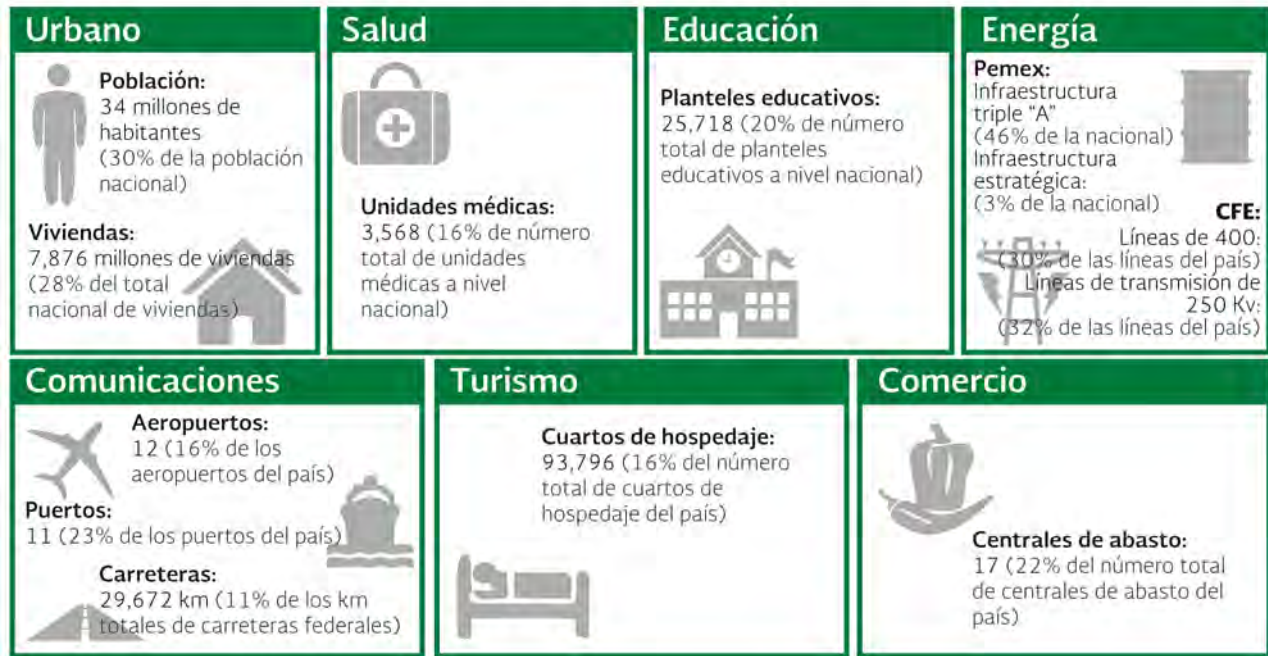 Urbano
Población:
34 millones de
habitantes
(30% de la población
nacional)
Viviendas:
7,876 millones de viviendas
(28% del total
nacional de viviendas)
Salud
Unidades médicas:
3,568 (16% de número
total de unidades
médicas a nivel
nacional)
Educación
Planteles educativos:
25,718 (20% de número
total de planteles
educativos a nivel nacional)
Energía
Pemex:
Infraestructura
triple "A"
(46% de la nacional)
Infraestructura
estratégica:
(3% de la nacional)
CFE:
Líneas de 400:
(30% de las líneas del país)
Líneas de transmisión de
250 Kv:
(32% de las líneas del país)
Comunicaciones
Aeropuertos:
12 (16% de los
aeropuertos del país)
Puertos:
11 (23% de los puertos del país)
Carreteras:
29,672 km (11% de los km
totales de carreteras federales)
Turismo
Cuartos de hospedaje:
93,796 (16% del número
total de cuartos de
hospedaje del país)
Comercio
Centrales de abasto:
17 (22% del número total
de centrales de abasto del
país)